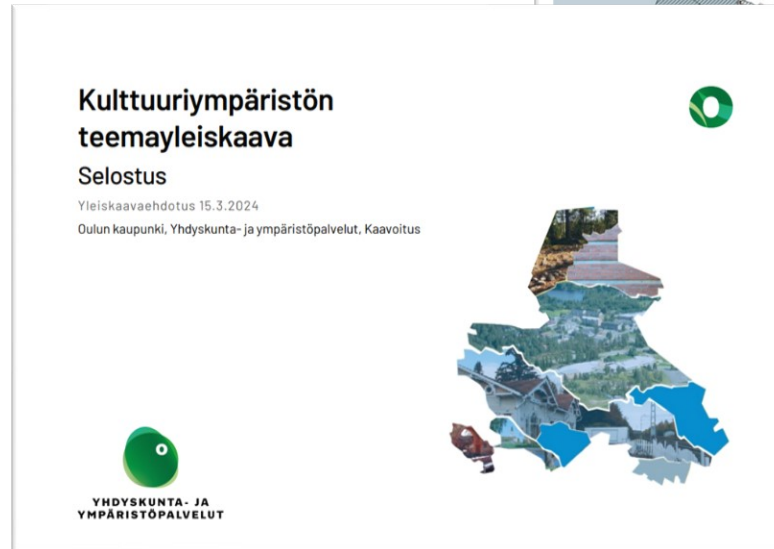 Kulttuuriympäristön
teemayleiskaava
Selostus
Yleiskaavaehdotus 15.3.2024
Oulun kaupunki, Yhdyskunta- ja ympäristöpalvelut, Kaavoitus
YHDYSKUNTA- JA
YMPÄRISTÖPALVELUT